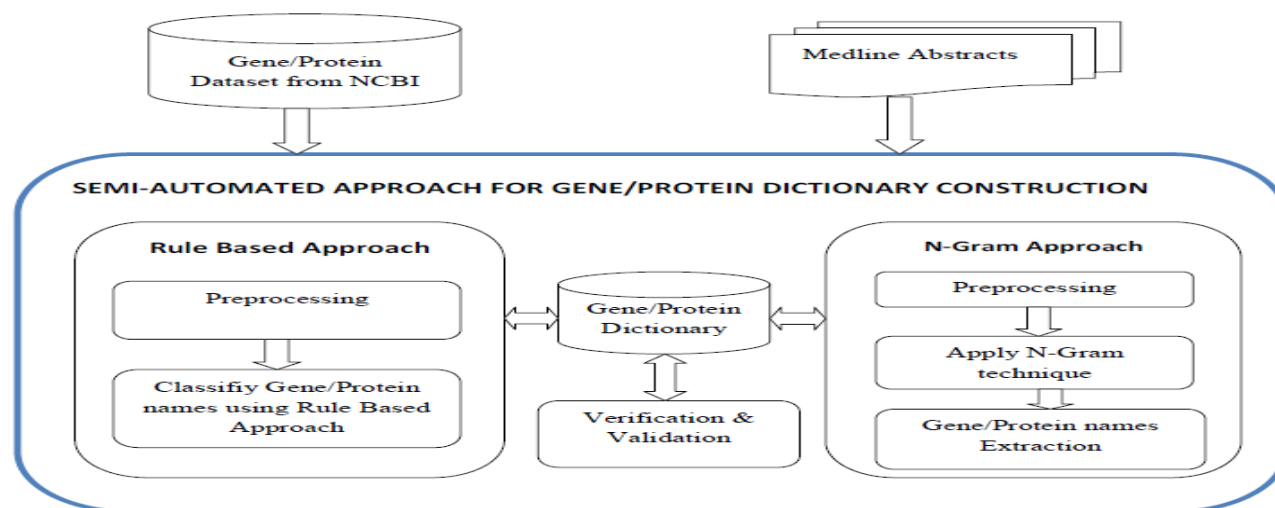 Gene/Protein
Dataset from NCBI
Medline Abstracts
SEMI-AUTOMATED APPROACH FOR GENE/PROTEIN DICTIONARY CONSTRUCTION
Rule Based Approach
Preprocessing
Classifiy Gene/Protein
names using Rule Based
Approach
Gene/Protein
Dictionary
Verification &
Validation
N-Gram Approach
Preprocessing
Apply N-Gram
technique
Gene/Protein names
Extraction